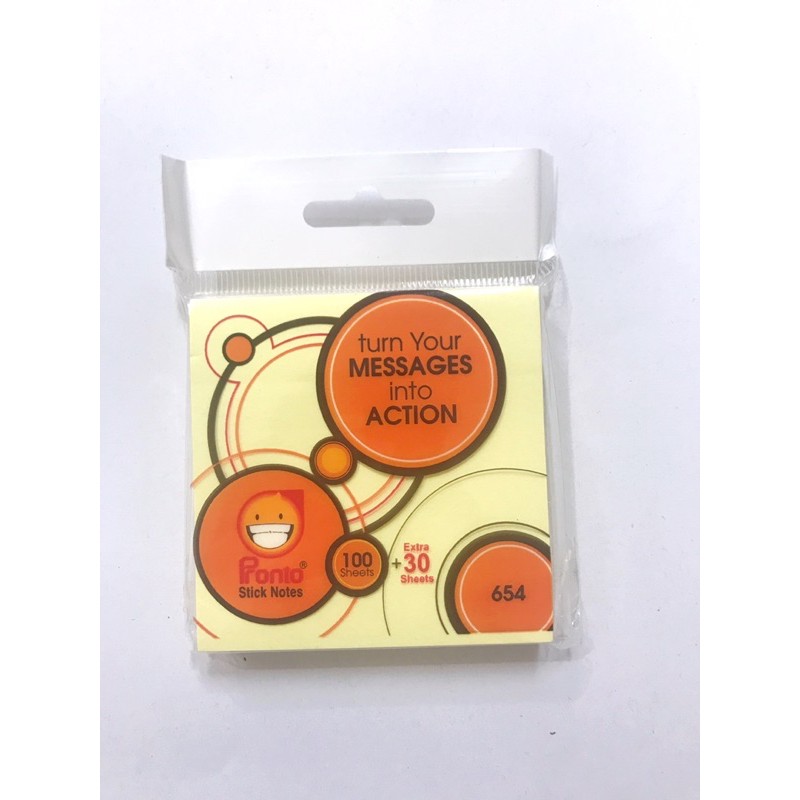 turn Your
MESSAGES
into
ACTION
Pronto®
Stick Notes
100
Sheets
+
Extra
30
Sheets
654